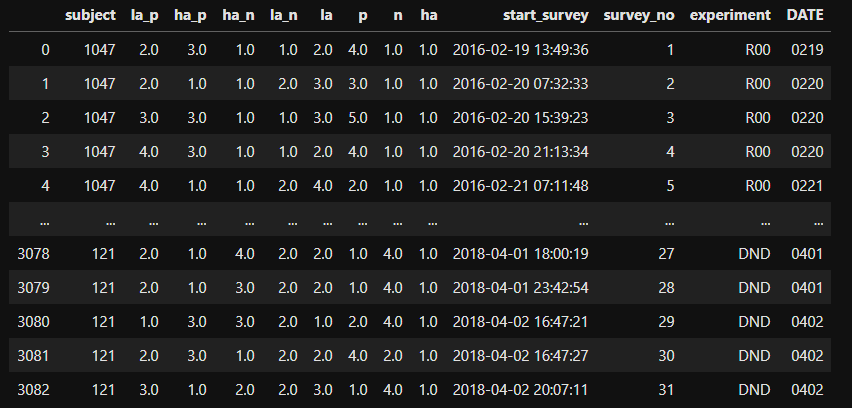 subject la_p ha_p ha_n la_n la p n ha start_survey survey_no experiment DATE
0 1047 2.0 3.0 1.0 1.0 2.0 4.0 1.0 1.0 2016-02-19 13:49:36 1 R00 0219
1 1047 2.0 1.0 1.0 2.0 3.0 3.0 1.0 1.0 2016-02-20 07:32:33 2 R00 0220
2 1047 3.0 3.0 1.0 1.0 3.0 5.0 1.0 1.0 2016-02-20 15:39:23 3 R00 0220
3 1047 4.0 3.0 1.0 1.0 2.0 4.0 1.0 1.0 2016-02-20 21:13:34 4 R00 0220
4 1047 4.0 1.0 1.0 2.0 4.0 2.0 1.0 1.0 2016-02-21 07:11:48 5 R00 0221
... ... ... ... ... ... ... ... ... ... ... ... ... ...
3078 121 2.0 1.0 4.0 2.0 2.0 1.0 4.0 1.0 2018-04-01 18:00:19 27 DND 0401
3079 121 2.0 1.0 3.0 2.0 2.0 1.0 4.0 1.0 2018-04-01 23:42:54 28 DND 0401
3080 121 1.0 3.0 3.0 2.0 1.0 2.0 4.0 1.0 2018-04-02 16:47:21 29 DND 0402
3081 121 2.0 3.0 1.0 2.0 2.0 4.0 4.0 1.0 2018-04-02 16:47:27 30 DND 0402
3082 121 3.0 1.0 2.0 2.0 3.0 1.0 4.0 1.0 2018-04-02 20:07:11 31 DND 0402